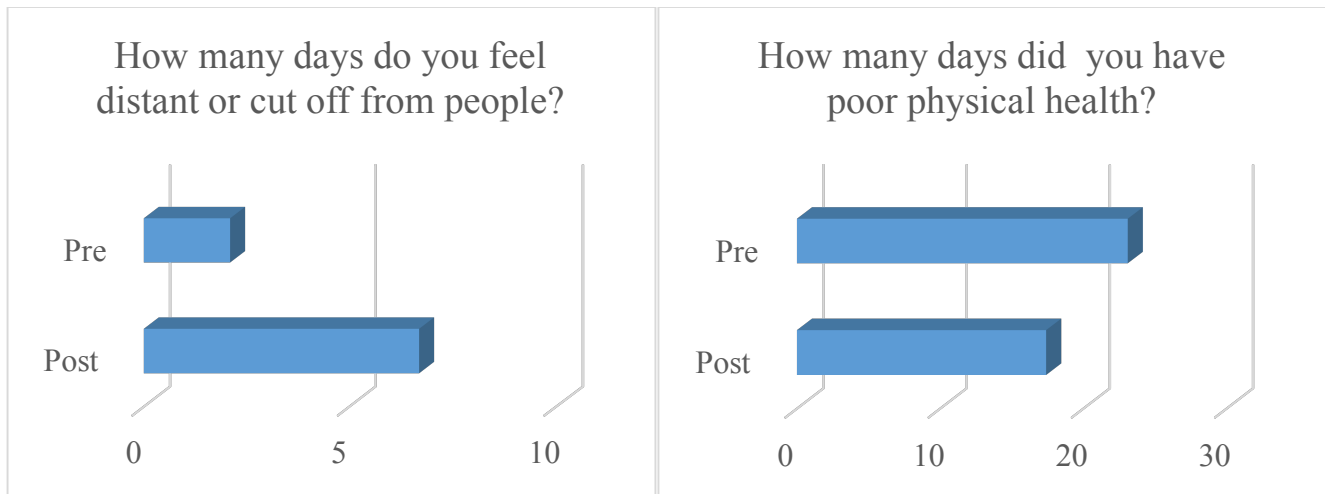 How many days do you feel
distant or cut off from people?
Pre
Post
0 5 10
How many days did  you have
poor physical health?
Pre
Post
0 10 20 30